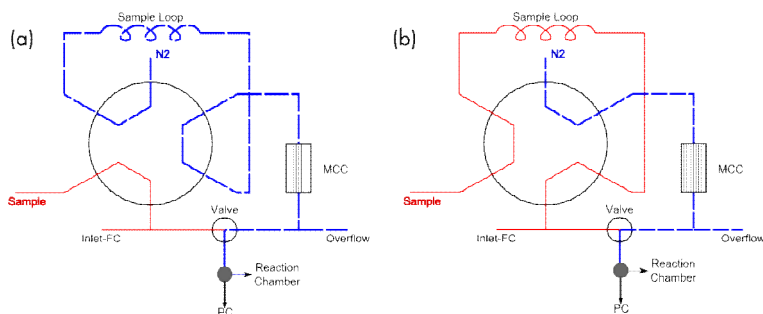 (a)
Sample Loop
N2
MCC
Sample
Valve
Inlet-FC
Overflow
Reaction
Chamber
PC
(b)
Sample Loop
N2
MCC
Sample
Valve
Inlet-FC
Overflow
Reaction
Chamber
PC